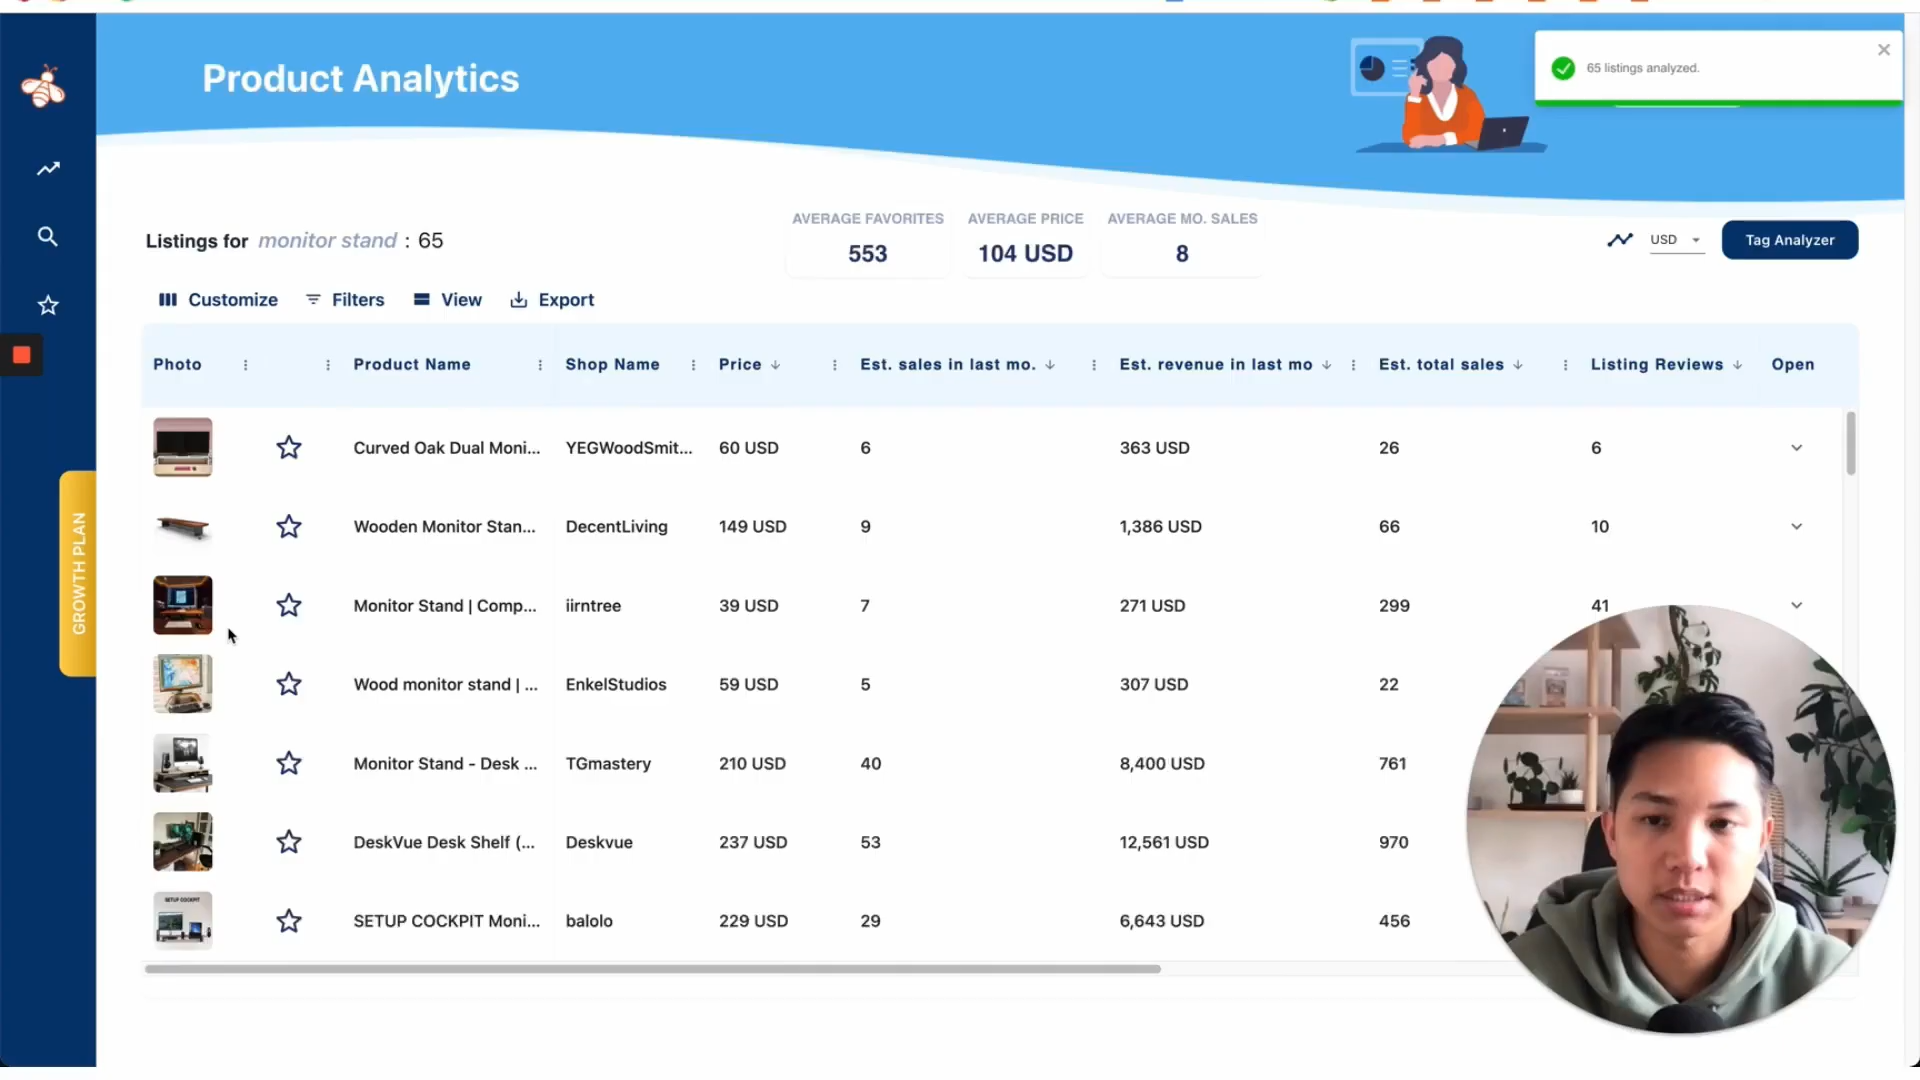 Product Analytics
65 listings analyzed.
Listings for monitor stand : 65
AVERAGE FAVORITES AVERAGE PRICE AVERAGE MO. SALES
553 104 USD 8
USD Tag Analyzer
Customize Filters View Export
Photo Product Name Shop Name Price Est. sales in last mo. Est. revenue in last mo Est. total sales Listing Reviews Open
Curved Oak Dual Moni... YEGWoodSmit... 60 USD 6 363 USD 26 6
Wooden Monitor Stan... DecentLiving 149 USD 9 1,386 USD 66 10
Monitor Stand | Comp... iirntree 39 USD 7 271 USD 299 41
Wood monitor stand | ... EnkelStudios 59 USD 5 307 USD 22
Monitor Stand - Desk ... TGmastery 210 USD 40 8,400 USD 761
DeskVue Desk Shelf (... Deskvue 237 USD 53 12,561 USD 970
SETUP COCKPIT
SETUP COCKPIT Moni... balolo 229 USD 29 6,643 USD 456
GROWTH PLAN